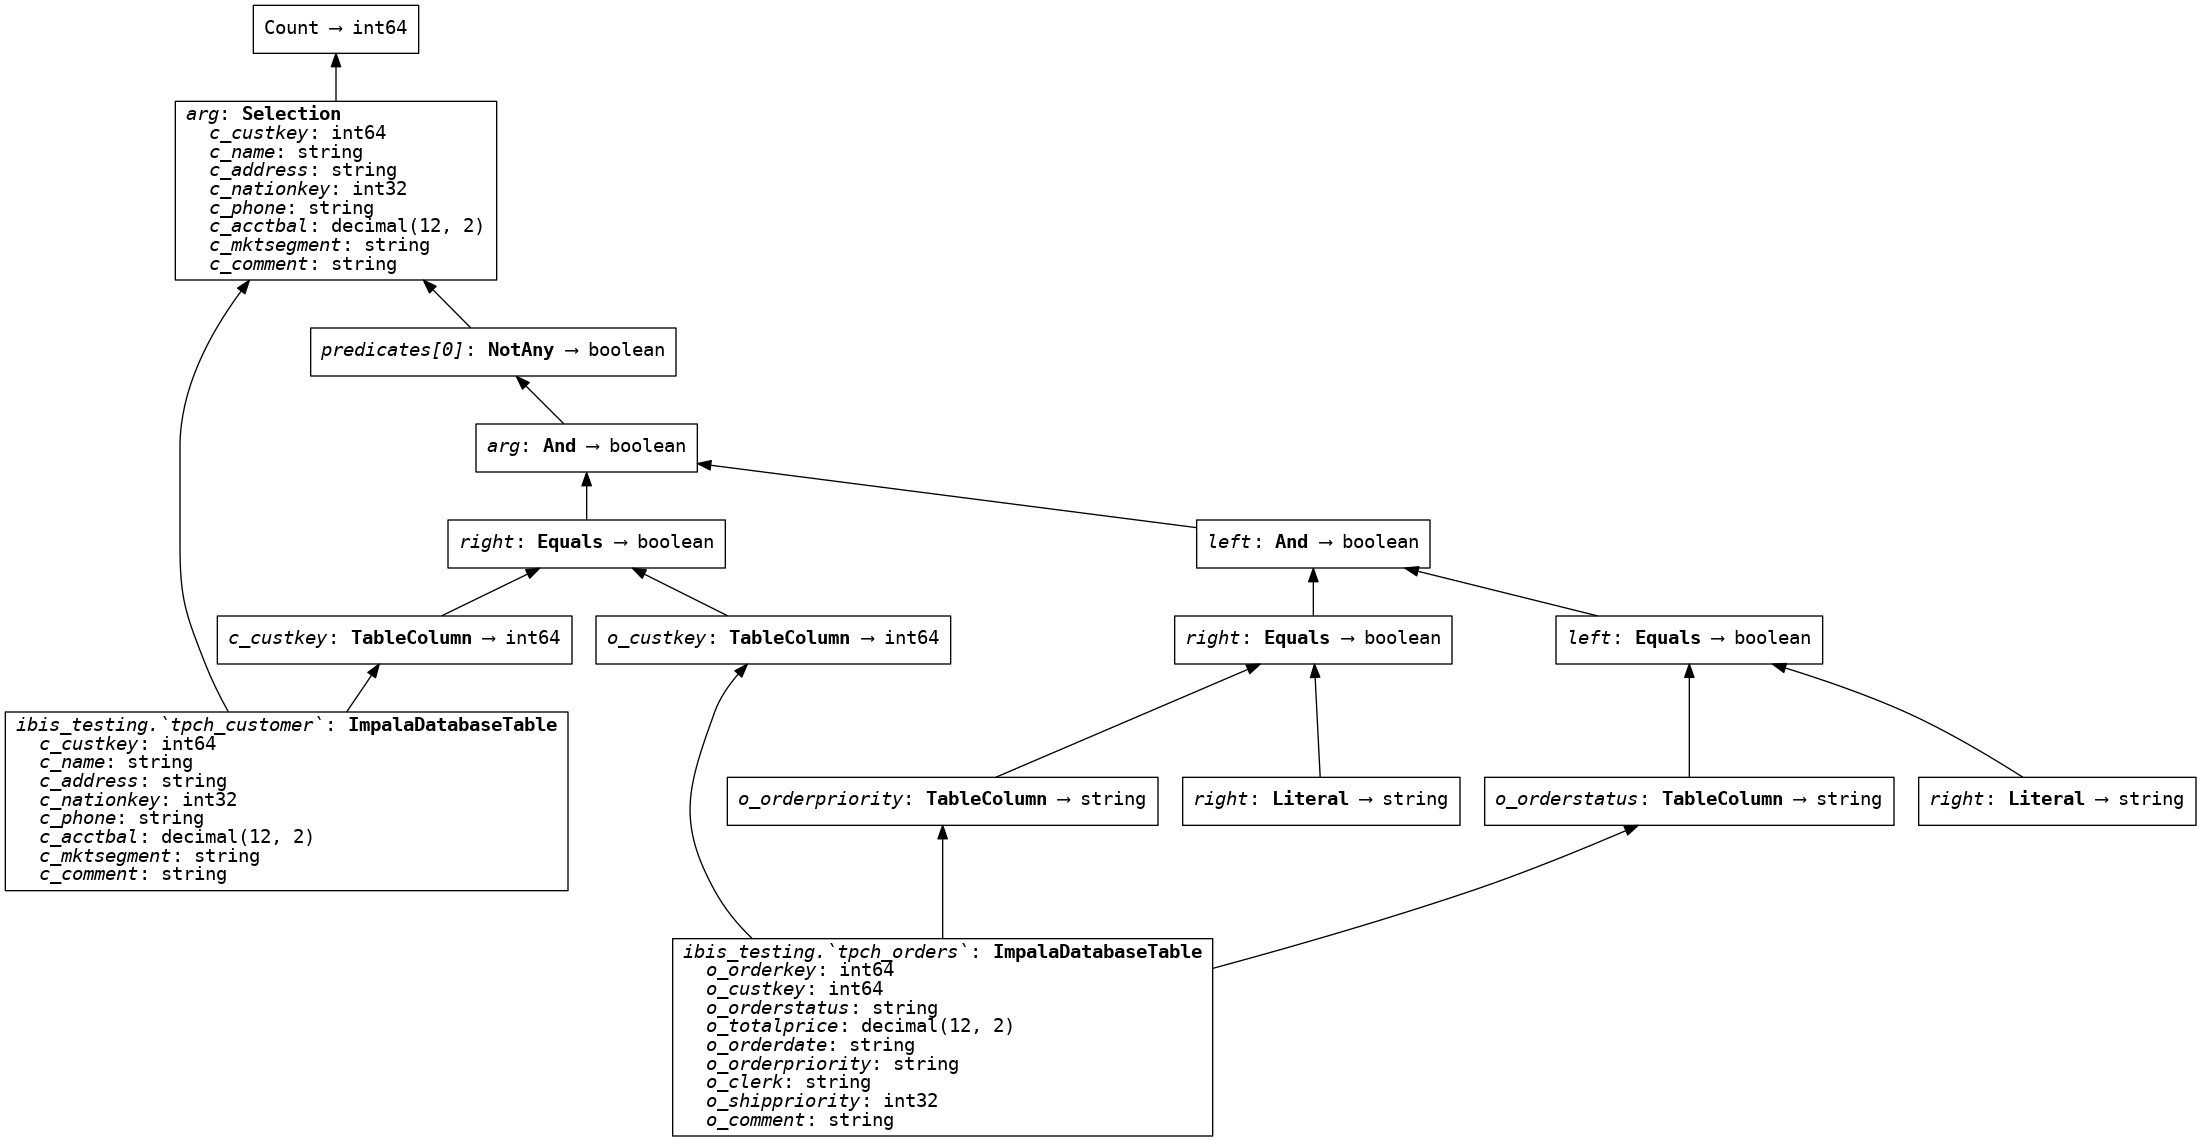 Count → int64
arg: Selection
c_custkey: int64
c_name: string
c_address: string
c_nationkey: int32
c_phone: string
c_acctbal: decimal(12, 2)
c_mktsegment: string
c_comment: string
predicates[0]: NotAny → boolean
arg: And → boolean
right: Equals → boolean
left: And → boolean
c_custkey: TableColumn → int64
o_custkey: TableColumn → int64
right: Equals → boolean
left: Equals → boolean
ibis_testing.`tpch_customer`: ImpalaDatabaseTable
c_custkey: int64
c_name: string
c_address: string
c_nationkey: int32
c_phone: string
c_acctbal: decimal(12, 2)
c_mktsegment: string
c_comment: string
o_orderpriority: TableColumn → string
right: Literal → string
o_orderstatus: TableColumn → string
right: Literal → string
ibis_testing.`tpch_orders`: ImpalaDatabaseTable
o_orderkey: int64
o_custkey: int64
o_orderstatus: string
o_totalprice: decimal(12, 2)
o_orderdate: string
o_orderpriority: string
o_clerk: string
o_shippriority: int32
o_comment: string